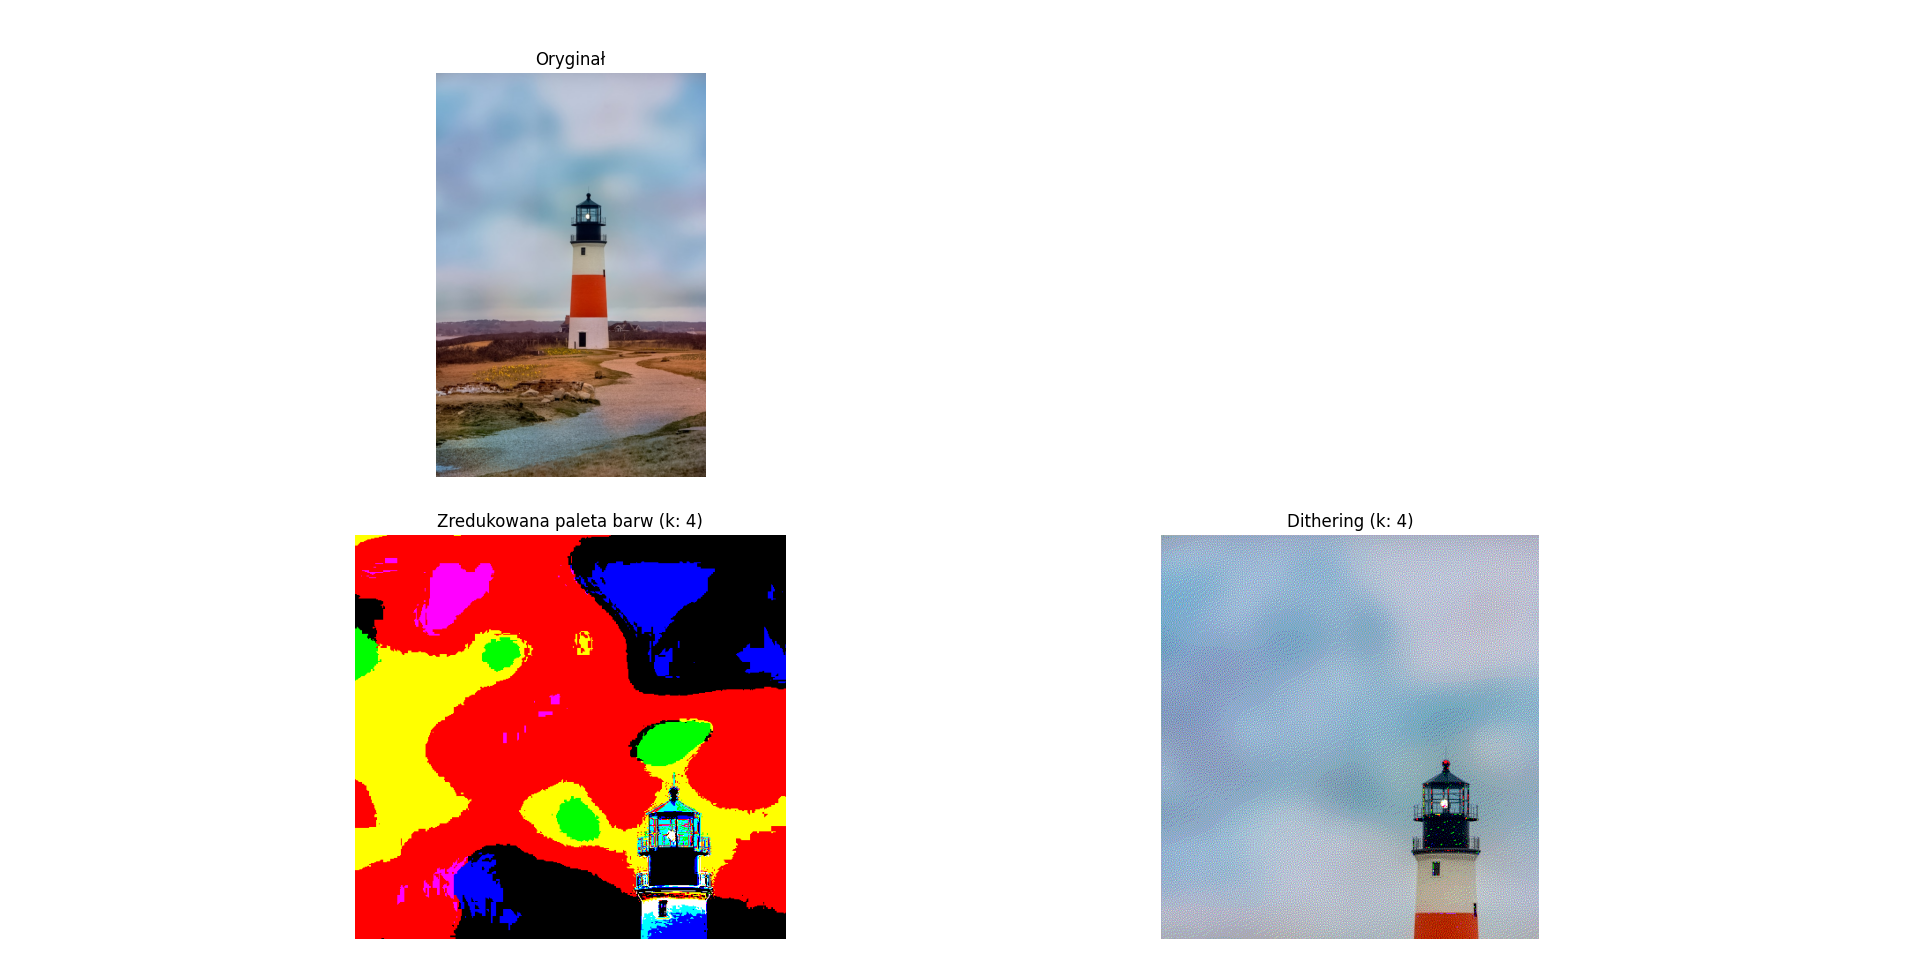 Oryginał
Zredukowana paleta barw (k: 4)
Dithering (k: 4)